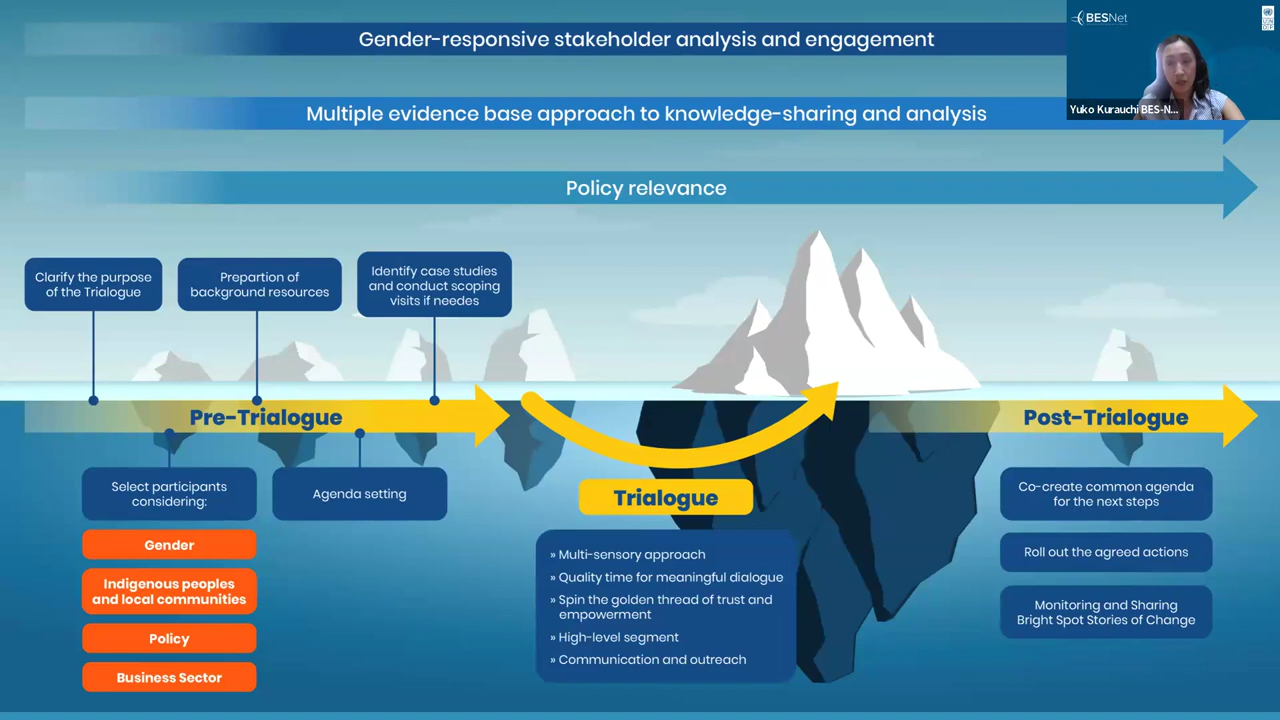 Gender-responsive stakeholder analysis and engagement
BESNet
Yuko Kurauchi BES-N...
Multiple evidence base approach to knowledge-sharing and analysis
Policy relevance
Clarify the purpose
of the Trialogue
Prepartion of
background resources
Identify case studies
and conduct scoping
visits if needes
Pre-Trialogue
Select participants
considering:
Gender
Indigenous peoples
and local communities
Policy
Business Sector
Agenda setting
Trialogue
» Multi-sensory approach
» Quality time for meaningful dialogue
» Spin the golden thread of trust and
empowerment
» High-level segment
» Communication and outreach
Post-Trialogue
Co-create common agenda
for the next steps
Roll out the agreed actions
Monitoring and Sharing
Bright Spot Stories of Change